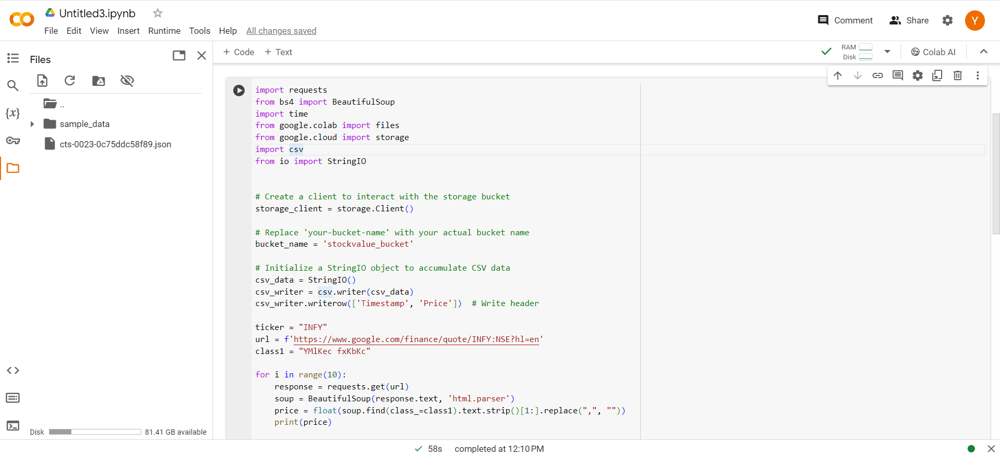 Untitled3.ipynb
File Edit View Insert Runtime Tools Help All changes saved
Comment Share Y
Files
+ Code + Text
RAM
Disk
Colab AI
..
sample_data
cts-0023-0c75ddc58f89.json
{x}
import requests
from bs4 import BeautifulSoup
import time
from google.colab import files
from google.cloud import storage
import csv
from io import StringIO
# Create a client to interact with the storage bucket
storage_client = storage.Client()
# Replace 'your-bucket-name' with your actual bucket name
bucket_name = 'stockvalue_bucket'
# Initialize a StringIO object to accumulate CSV data
csv_data = StringIO()
csv_writer = csv.writer(csv_data)
csv_writer.writerow(['Timestamp', 'Price'])  # Write header
ticker = "INFY"
url = f'https://www.google.com/finance/quote/INFY:NSE?hl=en'
class1 = "YMlKec fxKbKc"
for i in range(10):
    response = requests.get(url)
    soup = BeautifulSoup(response.text, 'html.parser')
    price = float(soup.find(class_=class1).text.strip()[1:].replace(",", ""))
    print(price)
Disk 81.41 GB available
58s completed at 12:10 PM